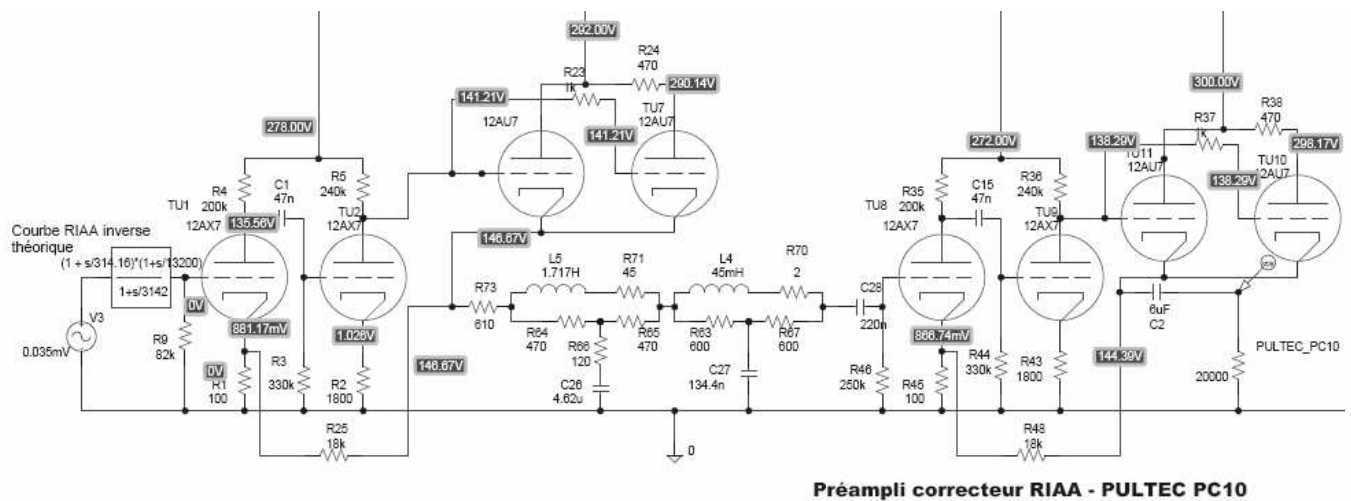 292.00V
R24
470
R23
1k
290.14V
300.00V
R38
470
R37
1k
141.21V
TU7
12AU7
12AU7
278.00V
141.21V
272.00V
138.29V
TU11
12AU7
298.17V
TU10
12AU7
138.29V
R4
200k
C1
47n
R5
240k
TU1
12AX7
135.56V
TU2
12AX7
R35
200k
C15
47n
R36
240k
TU8
12AX7
TU9
12AX7
Courbe RIAA inverse
théorique
(1 + s/314.16)*(1+s/13200)
1+s/3142
146.67V
L5
1.717H
R71
45
L4
45mH
R70
2
C28
220n
0V
V3
0.035mV
R9
82k
881.17mV
1.026V
R73
610
R64
470
R65
470
R66
120
R63
600
R67
600
866.74mV
6uF
C2
PULTEC_PC10
0V
R1
100
R3
330k
R2
1800
146.67V
C26
4.62u
C27
134.4n
R46
250k
R45
100
R44
330k
R43
1800
144.39V
20000
R25
18k
0
R48
18k
Préampli correcteur RIAA - PULTEC PC10